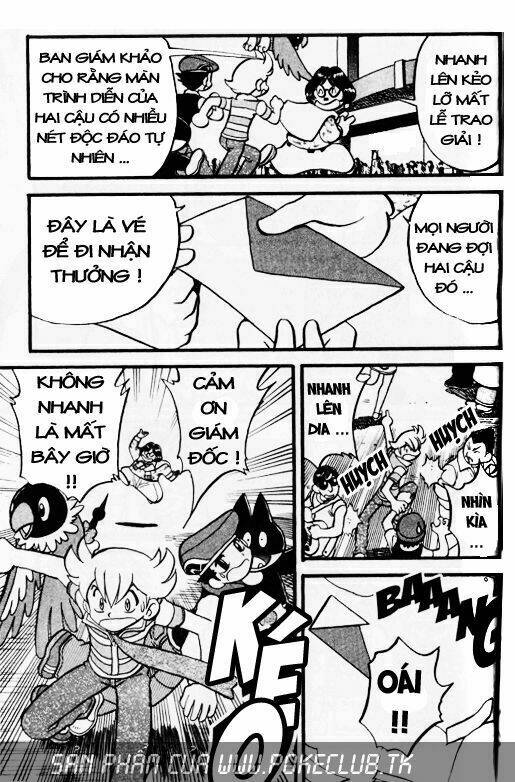 NHANH
LÊN KẺO
LỠ MẤT
LỄ TRAO
GIẢI !
BAN GIÁM KHẢO
CHO RẰNG MÀN
TRÌNH DIỄN CỦA
HAI CẬU CÓ NHIỀU
NÉT ĐỘC ĐÁO TỰ
NHIÊN ...
MỌI NGƯỜI
ĐANG ĐỢI
HAI CẬU
ĐÓ ...
ĐÂY LÀ VÉ
ĐỂ ĐI NHẬN
THƯỞNG !
CẢM
ƠN
GIÁM
ĐỐC !
KHÔNG
NHANH
LÀ MẤT
BÂY GIỜ
!!
NHANH
LÊN
DIA ...
HUỴCH
HUỴCH
NHÌN
KÌA
...
KÉO
BAAANG
OÁI
!!
SẢN PHẨM CỦA WWW.POKECLUB.TK